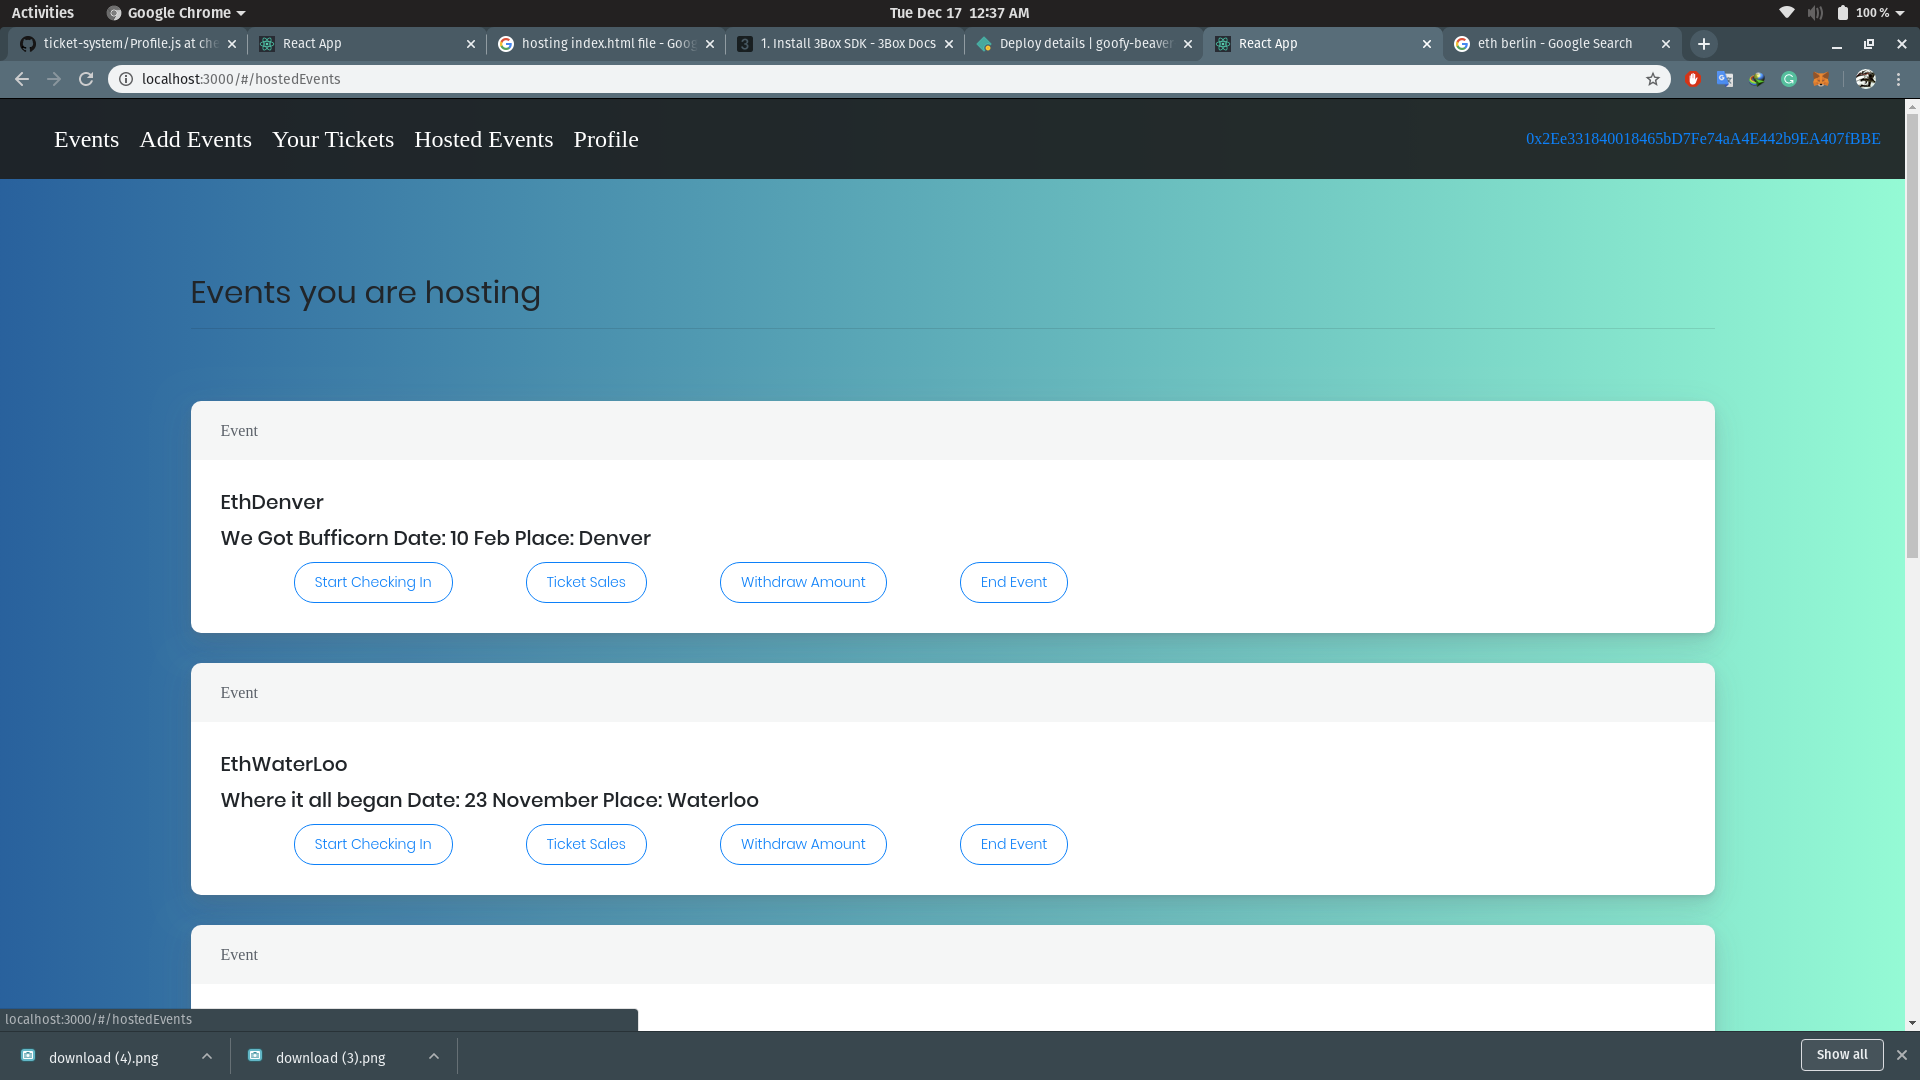 Activities
Google Chrome
Tue Dec 17 12:37 AM
100 %
ticket-system/Profile.js at che
React App
hosting index.html file - Goog
1. Install 3Box SDK - 3Box Docs
Deploy details | goofy-beaver
React App
eth berlin - Google Search
localhost:3000/#/hostedEvents
Events
Add Events
Your Tickets
Hosted Events
Profile
0x2Ee331840018465bD7Fe74aA4E442b9EA407fBBE
Events you are hosting
Event
EthDenver
We Got Bufficorn Date: 10 Feb Place: Denver
Start Checking In
Ticket Sales
Withdraw Amount
End Event
Event
EthWaterLoo
Where it all began Date: 23 November Place: Waterloo
Start Checking In
Ticket Sales
Withdraw Amount
End Event
Event
localhost:3000/#/hostedEvents
download (4).png
download (3).png
Show all